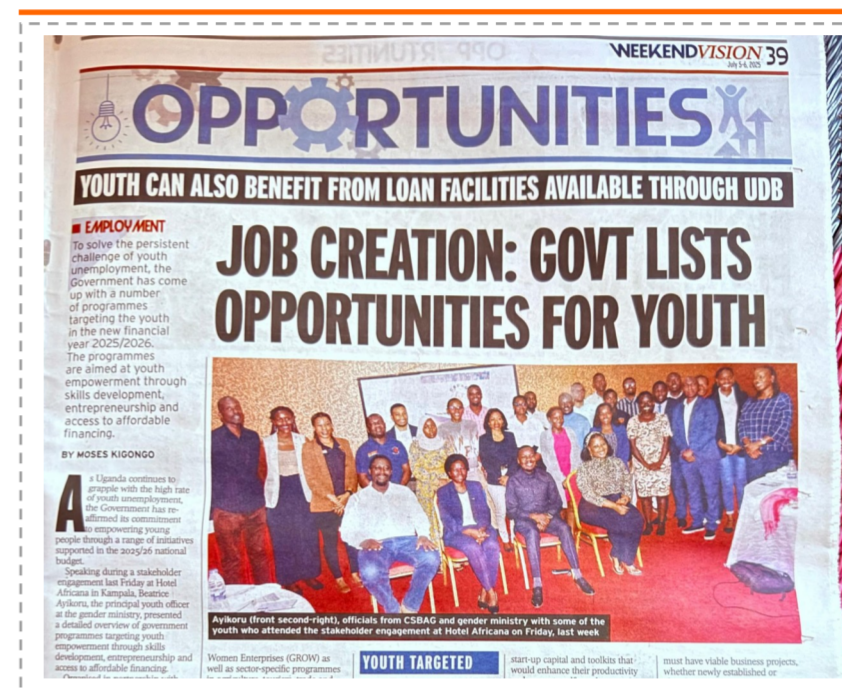 WEEKENDVISION 39
July 5-6, 2025
OPPORTUNITIES
YOUTH CAN ALSO BENEFIT FROM LOAN FACILITIES AVAILABLE THROUGH UDB
EMPLOYMENT
To solve the persistent
challenge of youth
unemployment, the
Government has come
up with a number
of programmes
targeting the youth
in the new financial
year 2025/2026.
The programmes
are aimed at youth
empowerment through
skills development,
entrepreneurship and
access to affordable
financing.
BY MOSES KIGONGO
As Uganda continues to
grapple with the high rate
of youth unemployment,
the Government has re-
affirmed its commitment
to empowering young
people through a range of initiatives
supported in the 2025/26 national
budget.
Speaking during a stakeholder
engagement last Friday at Hotel
Africana in Kampala, Beatrice
Ayikoru, the principal youth officer
at the gender ministry, presented
a detailed overview of government
programmes targeting youth
empowerment through skills
development, entrepreneurship and
access to affordable financing.
JOB CREATION: GOVT LISTS
OPPORTUNITIES FOR YOUTH
Ayikoru (front second-right), officials from CSBAG and gender ministry with some of the
youth who attended the stakeholder engagement at Hotel Africana on Friday, last week
Women Enterprises (GROW) as
well as sector-specific programmes
YOUTH TARGETED
start-up capital and toolkits that
would enhance their productivity
must have viable business projects,
whether newly established or